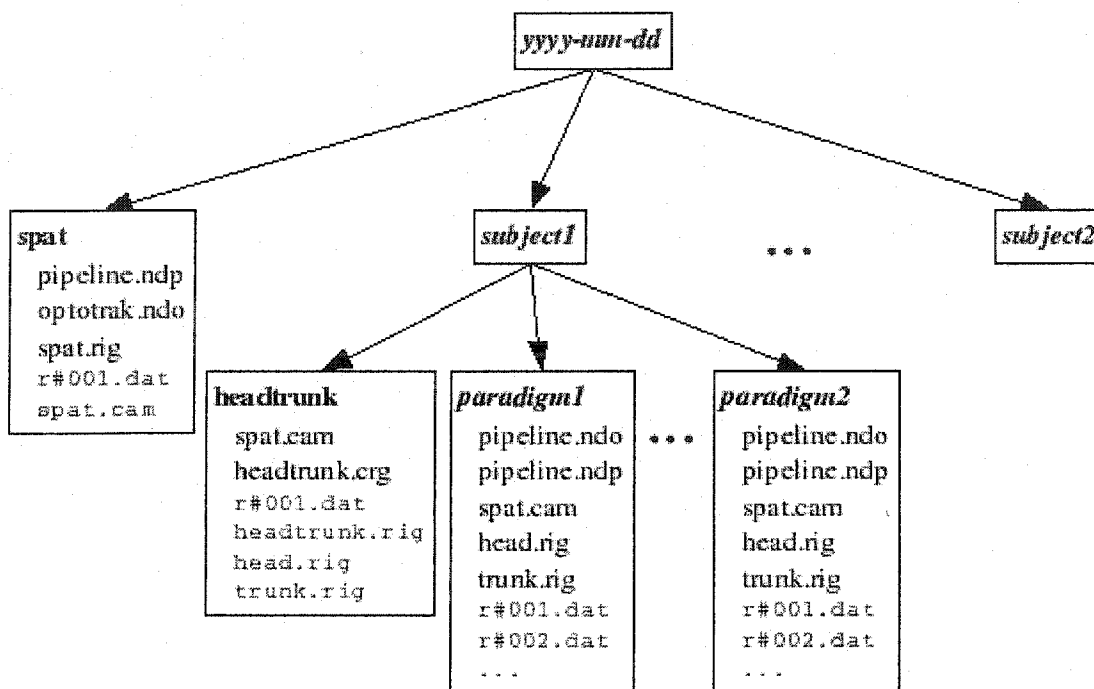 yyyy-mm-dd
spat
pipeline.ndp
optotrak.ndo
spat.rig
r#001.dat
spat.cam
subject1
...
subject2
headtrunk
spat.cam
headtrunk.crg
r#001.dat
headtrunk.rig
head.rig
trunk.rig
paradigm1
pipeline.ndo
pipeline.ndp
spat.cam
head.rig
trunk.rig
r#001.dat
r#002.dat
...
...
paradigm2
pipeline.ndo
pipeline.ndp
spat.cam
head.rig
trunk.rig
r#001.dat
r#002.dat
...